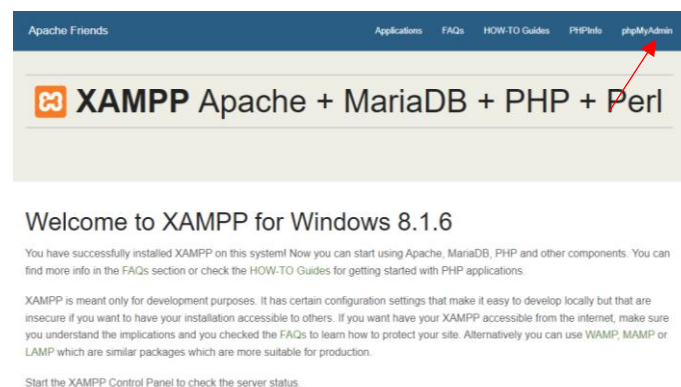 Apache Friends Applications FAQs HOW-TO Guides PHPInfo phpMyAdmin
XAMPP Apache + MariaDB + PHP + Perl
Welcome to XAMPP for Windows 8.1.6
You have successfully installed XAMPP on this system! Now you can start using Apache, MariaDB, PHP and other components. You can
find more info in the FAQs section or check the HOW-TO Guides for getting started with PHP applications.
XAMPP is meant only for development purposes. It has certain configuration settings that make it easy to develop locally but that are
insecure if you want to have your installation accessible to others. If you want have your XAMPP accessible from the internet, make sure
you understand the implications and you checked the FAQs to learn how to protect your site. Alternatively you can use WAMP, MAMP or
LAMP which are similar packages which are more suitable for production.
Start the XAMPP Control Panel to check the server status.